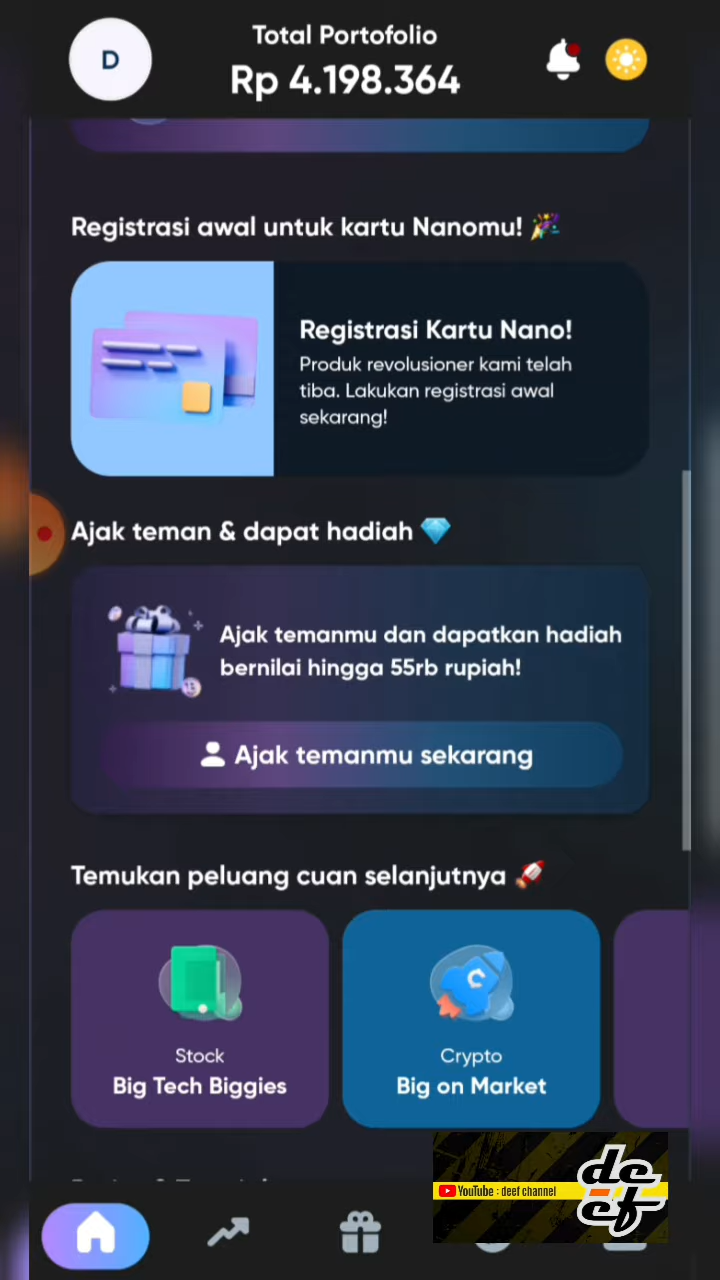 Total Portofolio
D
Rp 4.198.364
Registrasi awal untuk kartu Nanomu! 🎉
Registrasi Kartu Nano!
Produk revolusioner kami telah
tiba. Lakukan registrasi awal
sekarang!
Ajak teman & dapat hadiah 💎
Ajak temanmu dan dapatkan hadiah
bernilai hingga 55rb rupiah!
Ajak temanmu sekarang
Temukan peluang cuan selanjutnya 🚀
Stock
Big Tech Biggies
Crypto
Big on Market
YouTube : deef channel
de-ef